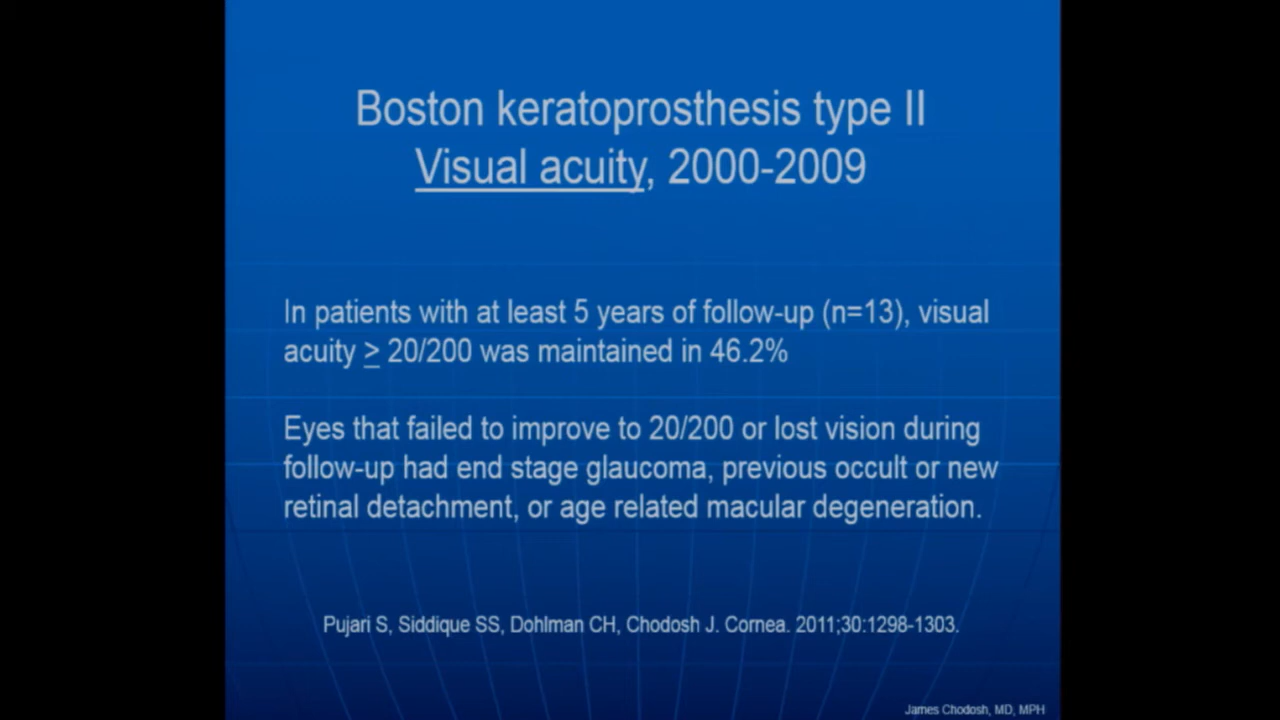 Boston keratoprosthesis type II
Visual acuity, 2000-2009
In patients with at least 5 years of follow-up (n=13), visual
acuity > 20/200 was maintained in 46.2%
Eyes that failed to improve to 20/200 or lost vision during
follow-up had end stage glaucoma, previous occult or new
retinal detachment, or age related macular degeneration.
Pujari S, Siddique SS, Dohlman CH, Chodosh J. Cornea. 2011;30:1298-1303.
James Chodosh, MD, MPH